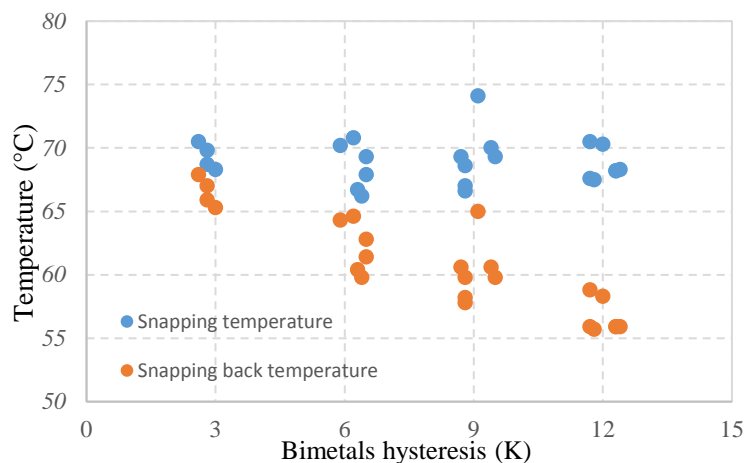 80
75
70
65
60
55
50
Temperature (°C)
Snapping temperature
Snapping back temperature
0 3 6 9 12 15
Bimetals hysteresis (K)